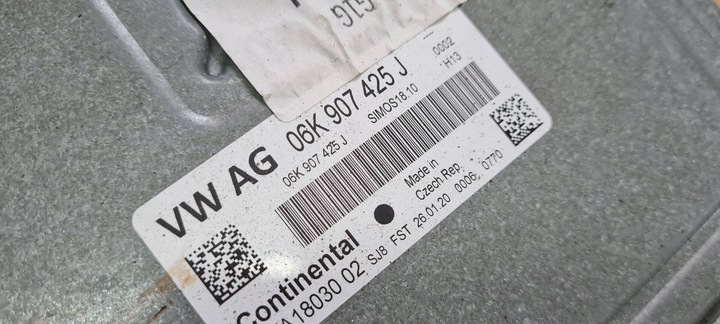 919
0002
H13
VW AG 06K 907 425 J
06K 907 425 J SIMOS18.10
Made in
Czech Rep.
Continental
A18030 02 SJ8 FST 26.01.20 0006 0770